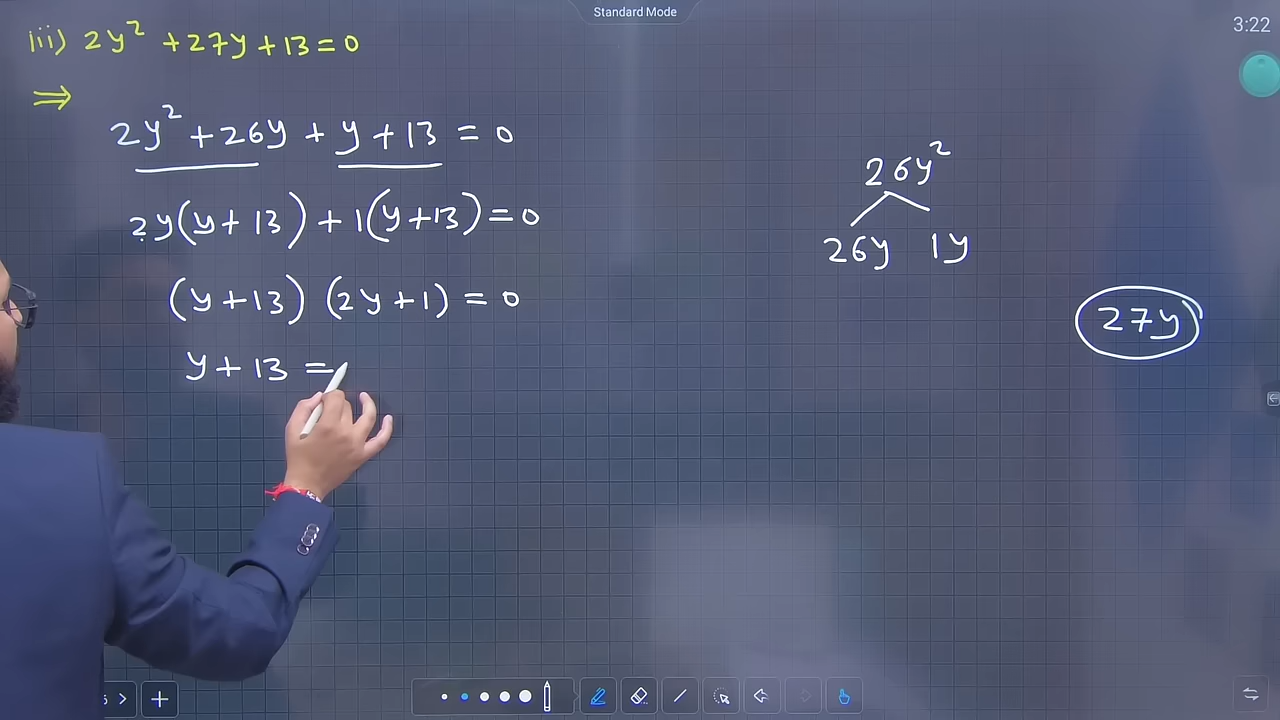 Standard Mode
3:22
iii) 2y² + 27y + 13 = 0
⇒
2y² + 26y + y + 13 = 0
2y(y + 13) + 1(y + 13) = 0
(y + 13) (2y + 1) = 0
y + 13 =
26y²
26y 1y
27y